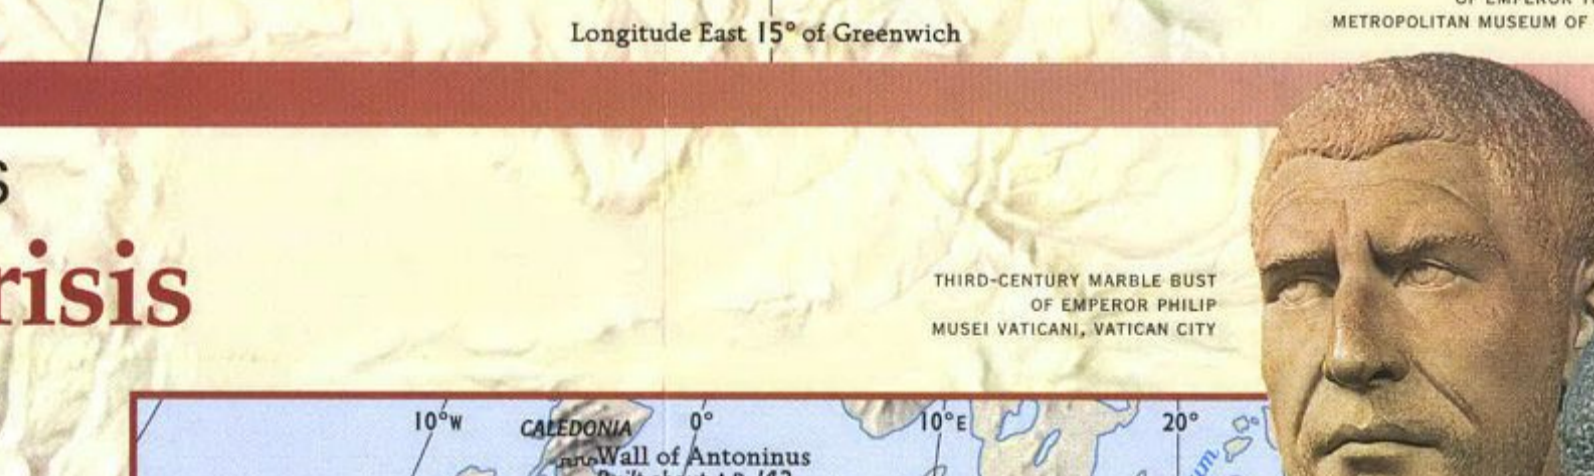 METROPOLITAN MUSEUM OF
Longitude East 15° of Greenwich
risis
THIRD-CENTURY MARBLE BUST
OF EMPEROR PHILIP
MUSEI VATICANI, VATICAN CITY
10°W
CALEDONIA
0°
10°E
20°
Wall of Antoninus